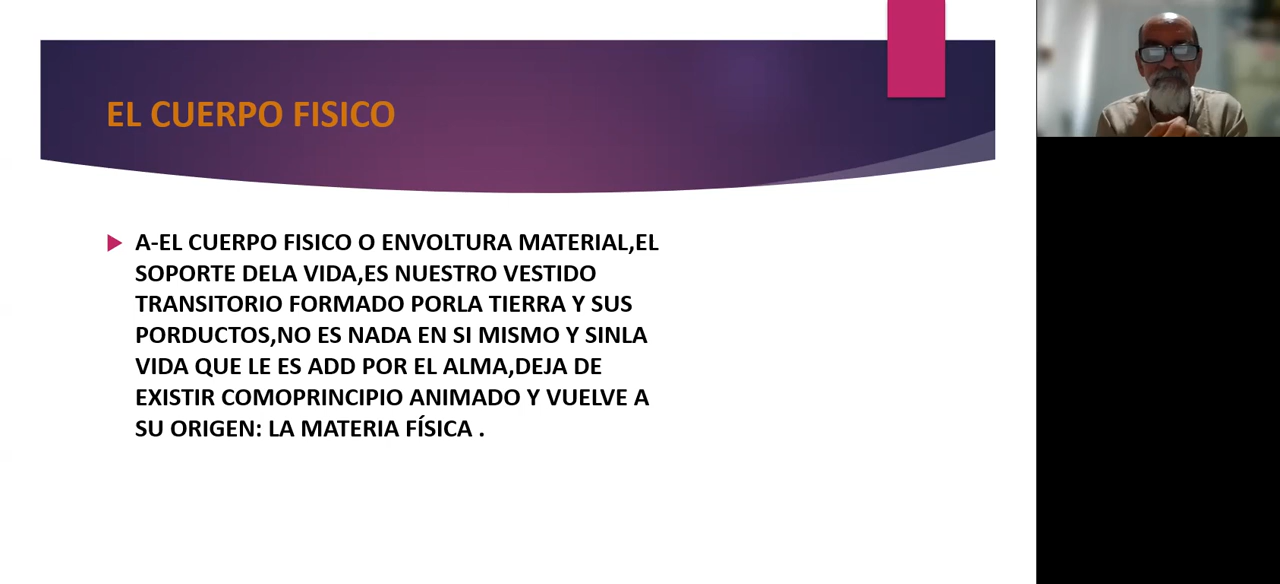 EL CUERPO FISICO
A-EL CUERPO FISICO O ENVOLTURA MATERIAL,EL
SOPORTE DELA VIDA,ES NUESTRO VESTIDO
TRANSITORIO FORMADO PORLA TIERRA Y SUS
PORDUCTOS,NO ES NADA EN SI MISMO Y SINLA
VIDA QUE LE ES ADD POR EL ALMA,DEJA DE
EXISTIR COMOPRINCIPIO ANIMADO Y VUELVE A
SU ORIGEN: LA MATERIA FÍSICA .